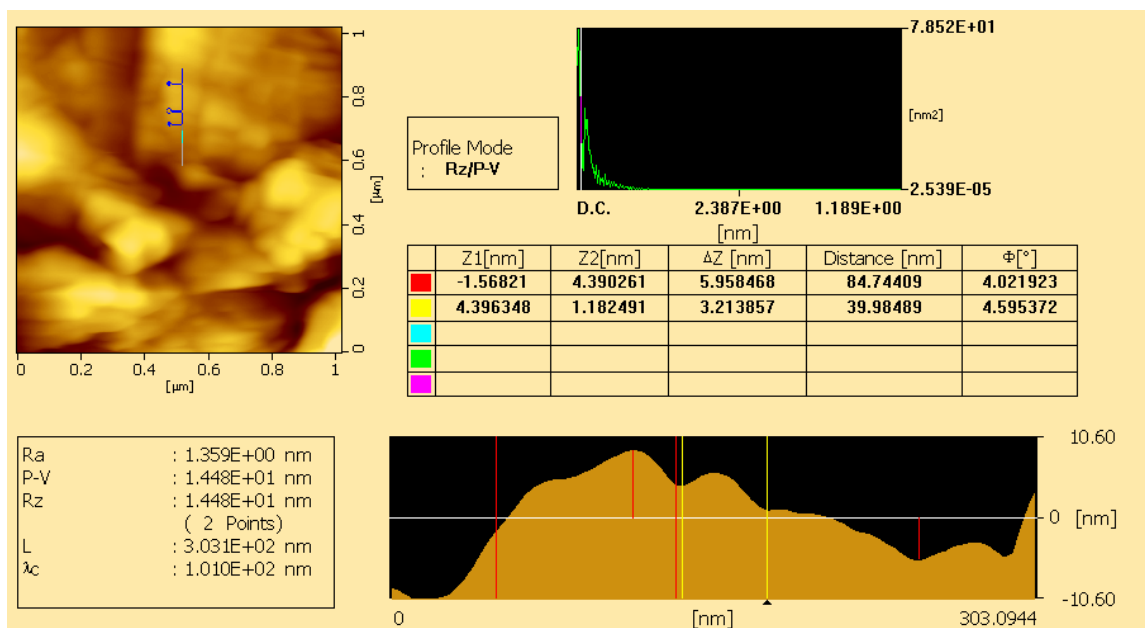 1
0.8
0.6
0.4
0.2
0
[μm]
0 0.2 0.4 0.6 0.8 1
[μm]
Profile Mode
: Rz/P-V
7.852E+01
[nm2]
2.539E-05
D.C. 2.387E+00 1.189E+00
[nm]
Z1[nm] Z2[nm] ΔZ [nm] Distance [nm] Φ[°]
-1.56821 4.390261 5.958468 84.74409 4.021923
4.396348 1.182491 3.213857 39.98489 4.595372
Ra : 1.359E+00 nm
P-V : 1.448E+01 nm
Rz : 1.448E+01 nm
( 2 Points)
L : 3.031E+02 nm
λc : 1.010E+02 nm
10.60
0 [nm]
-10.60
0 [nm] 303.0944